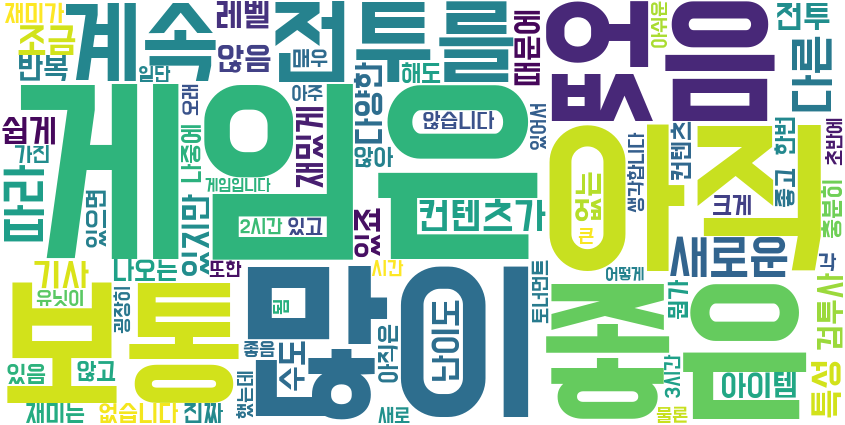 재미가
조금
계속
레벨
않음
전투를
매우
해도
때문에
없음
아쉬운
전투
다른
반복
일단
쉽게
가진
따라
게임은
오래
나중에
게임입니다
아주
재밌게
다양한
않아
않습니다
있어서
없는
큰
생각합니다
컨텐츠
아직
크게
좋고
한번
초반에
충분히
있으면
있지만
2시간
있고
있죠
컨텐츠가
새로운
각
또한
기사
나오는
시간
어떻게
유닛이
굉장히
보통
많이
됨
좋음
수도
난이도
아직은
토너먼트
좋은
뭔가
검투사
특성
있음
않고
재미는
없습니다
진짜
했는데
새로
3시간
아이템
물론